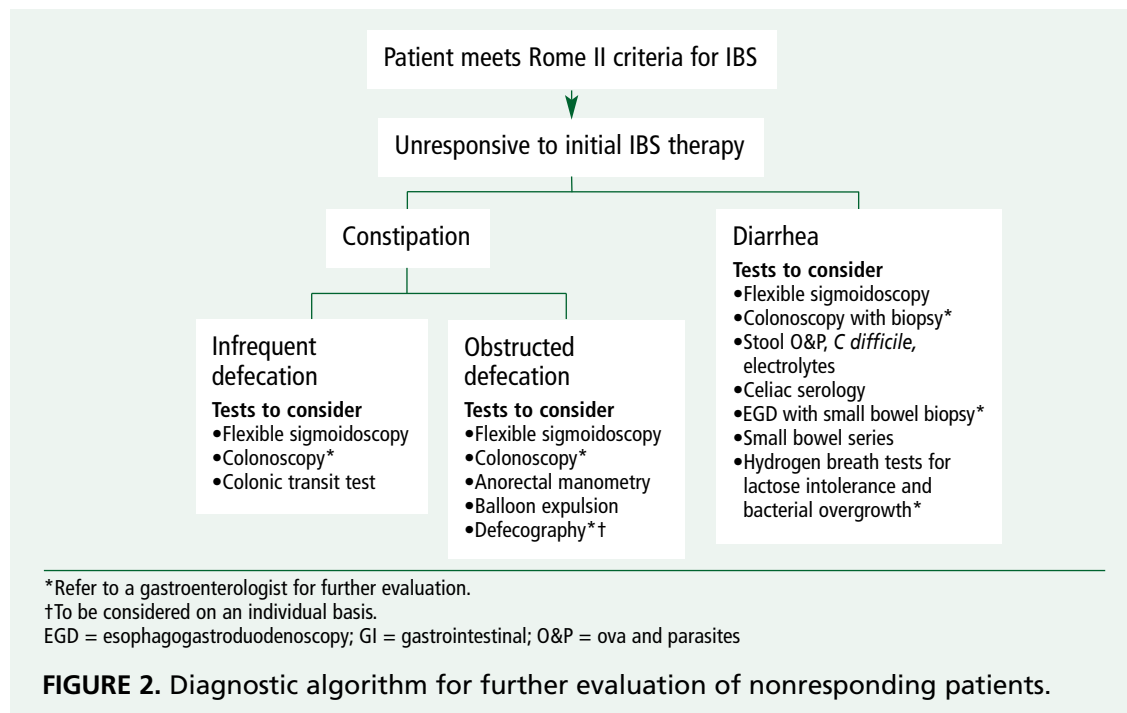 Patient meets Rome II criteria for IBS
Unresponsive to initial IBS therapy
Constipation
Infrequent
defecation
Tests to consider
•Flexible sigmoidoscopy
•Colonoscopy*
•Colonic transit test
Obstructed
defecation
Tests to consider
•Flexible sigmoidoscopy
•Colonoscopy*
•Anorectal manometry
•Balloon expulsion
•Defecography*†
Diarrhea
Tests to consider
•Flexible sigmoidoscopy
•Colonoscopy with biopsy*
•Stool O&P, C difficile,
electrolytes
•Celiac serology
•EGD with small bowel biopsy*
•Small bowel series
•Hydrogen breath tests for
lactose intolerance and
bacterial overgrowth*
*Refer to a gastroenterologist for further evaluation.
†To be considered on an individual basis.
EGD = esophagogastroduodenoscopy; GI = gastrointestinal; O&P = ova and parasites
FIGURE 2. Diagnostic algorithm for further evaluation of nonresponding patients.